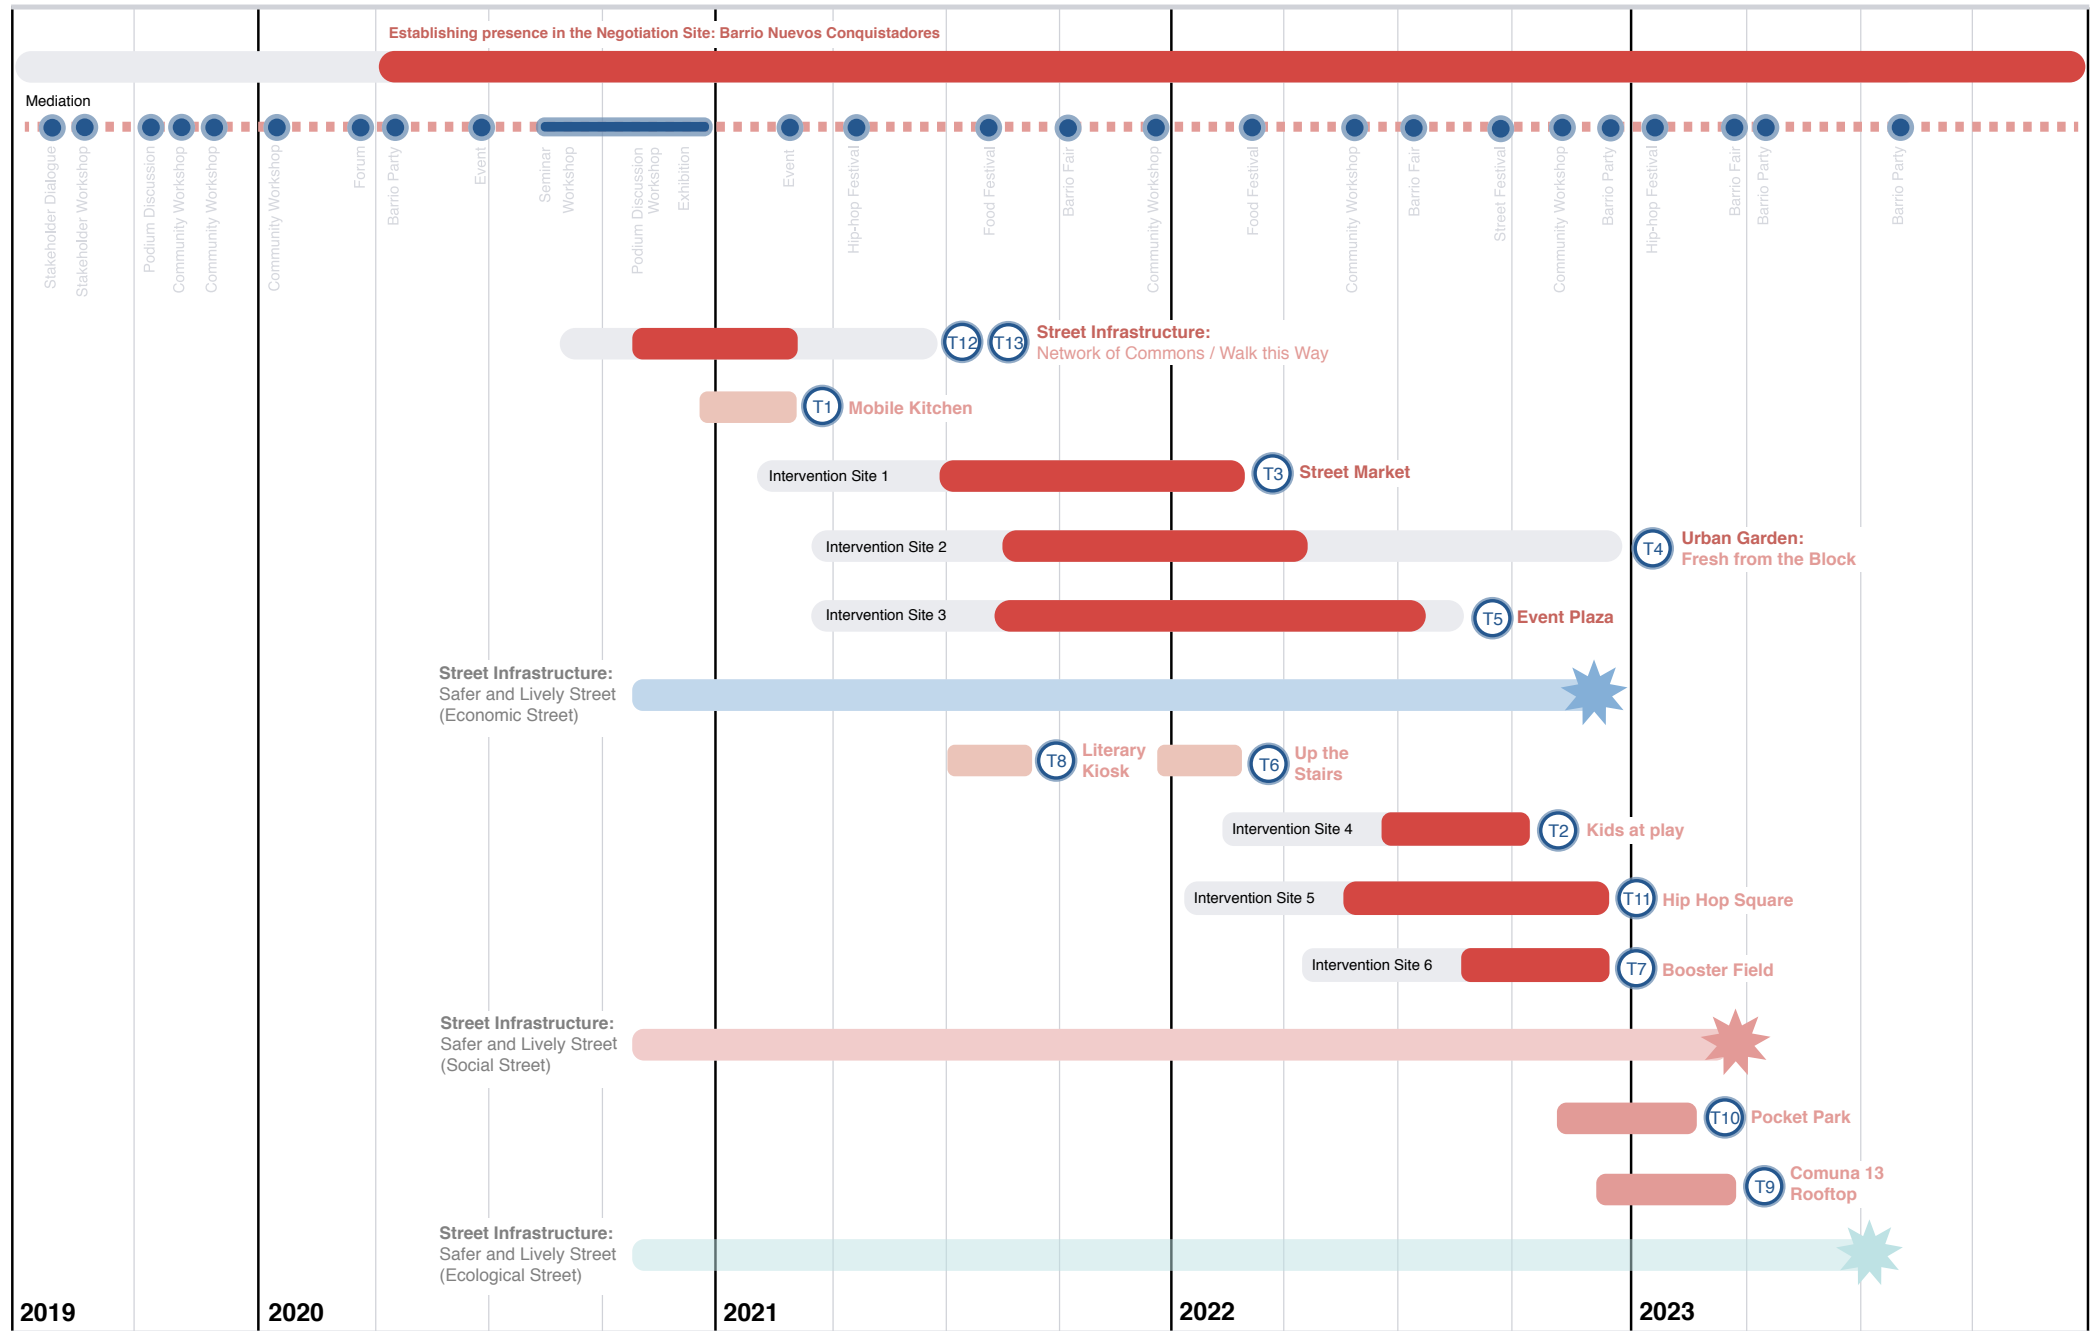 Establishing presence in the Negotiation Site: Barrio Nuevos Conquistadores
Mediation
Stakeholder Dialogue
Stakeholder Workshop
Podium Discussion
Community Workshop
Community Workshop
Community Workshop
Forum
Barrio Party
Event
Seminar
Workshop
Podium Discussion
Workshop
Exhibition
Event
Hip-hop Festival
Food Festival
Barrio Fair
Community Workshop
Food Festival
Community Workshop
Barrio Fair
Street Festival
Community Workshop
Barrio Party
Hip-hop Festival
Barrio Fair
Barrio Party
Barrio Party
T12 T13 Street Infrastructure:
Network of Commons / Walk this Way
T1 Mobile Kitchen
Intervention Site 1 T3 Street Market
Intervention Site 2 T4 Urban Garden:
Fresh from the Block
Intervention Site 3 T5 Event Plaza
Street Infrastructure:
Safer and Lively Street
(Economic Street)
T8 Literary
Kiosk
T6 Up the
Stairs
Intervention Site 4 T2 Kids at play
Intervention Site 5 T11 Hip Hop Square
Intervention Site 6 T7 Booster Field
Street Infrastructure:
Safer and Lively Street
(Social Street)
T10 Pocket Park
T9 Comuna 13
Rooftop
Street Infrastructure:
Safer and Lively Street
(Ecological Street)
2019 2020 2021 2022 2023